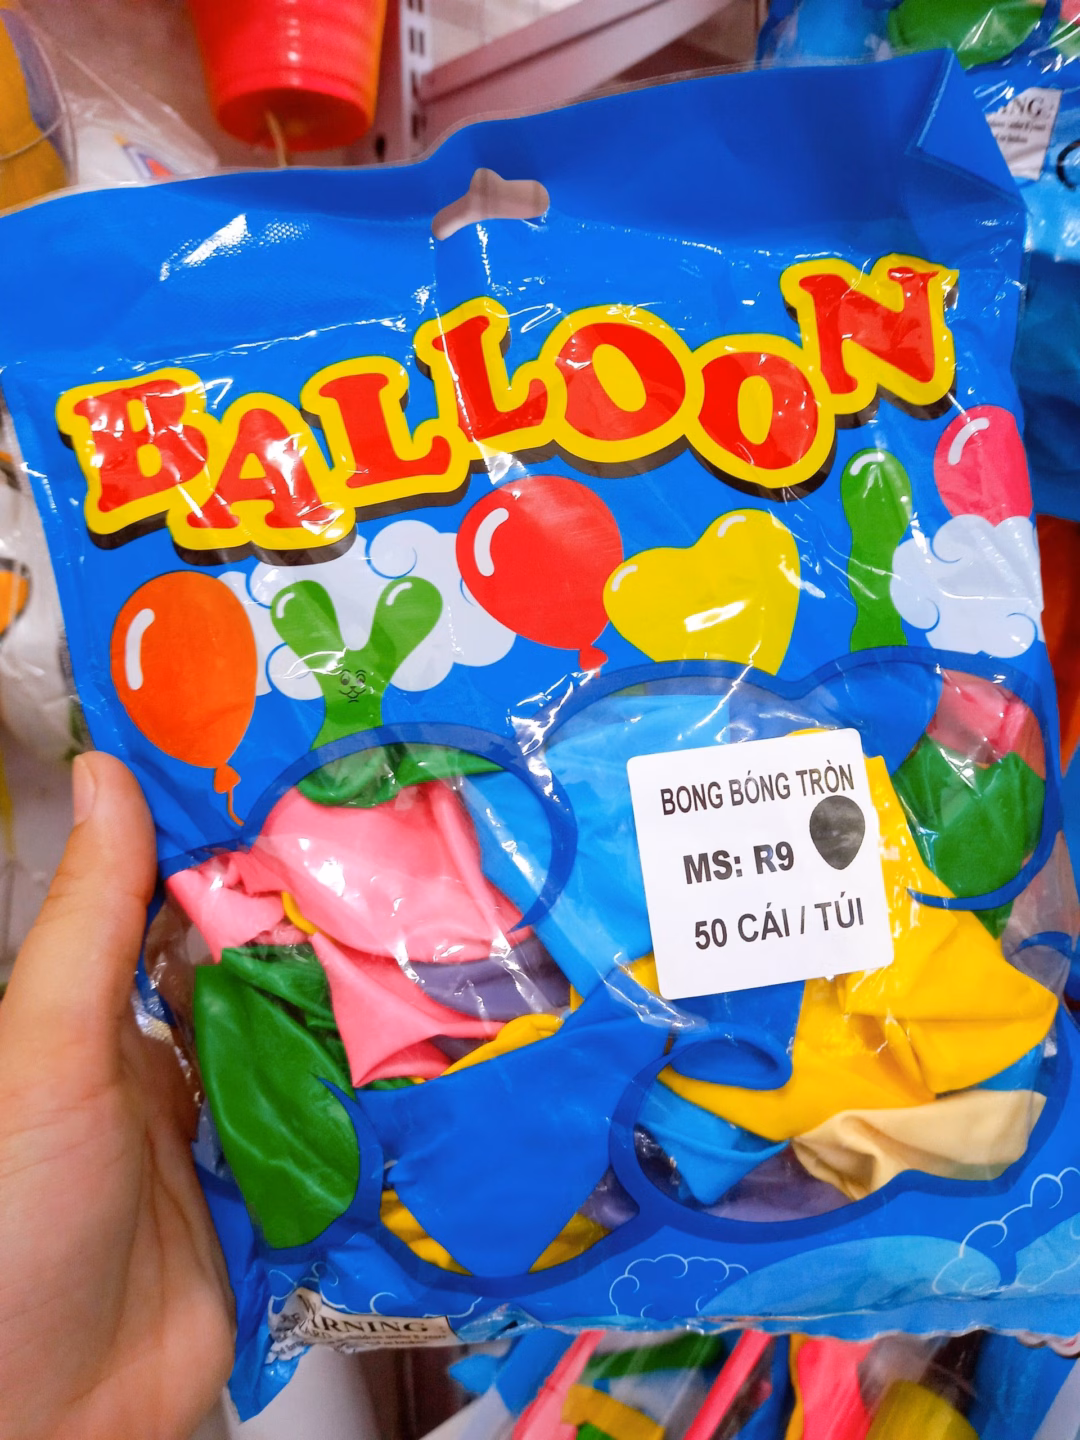 BALLOON
BONG BÓNG TRÒN
MS: R9
50 CÁI / TÚI
WARNING